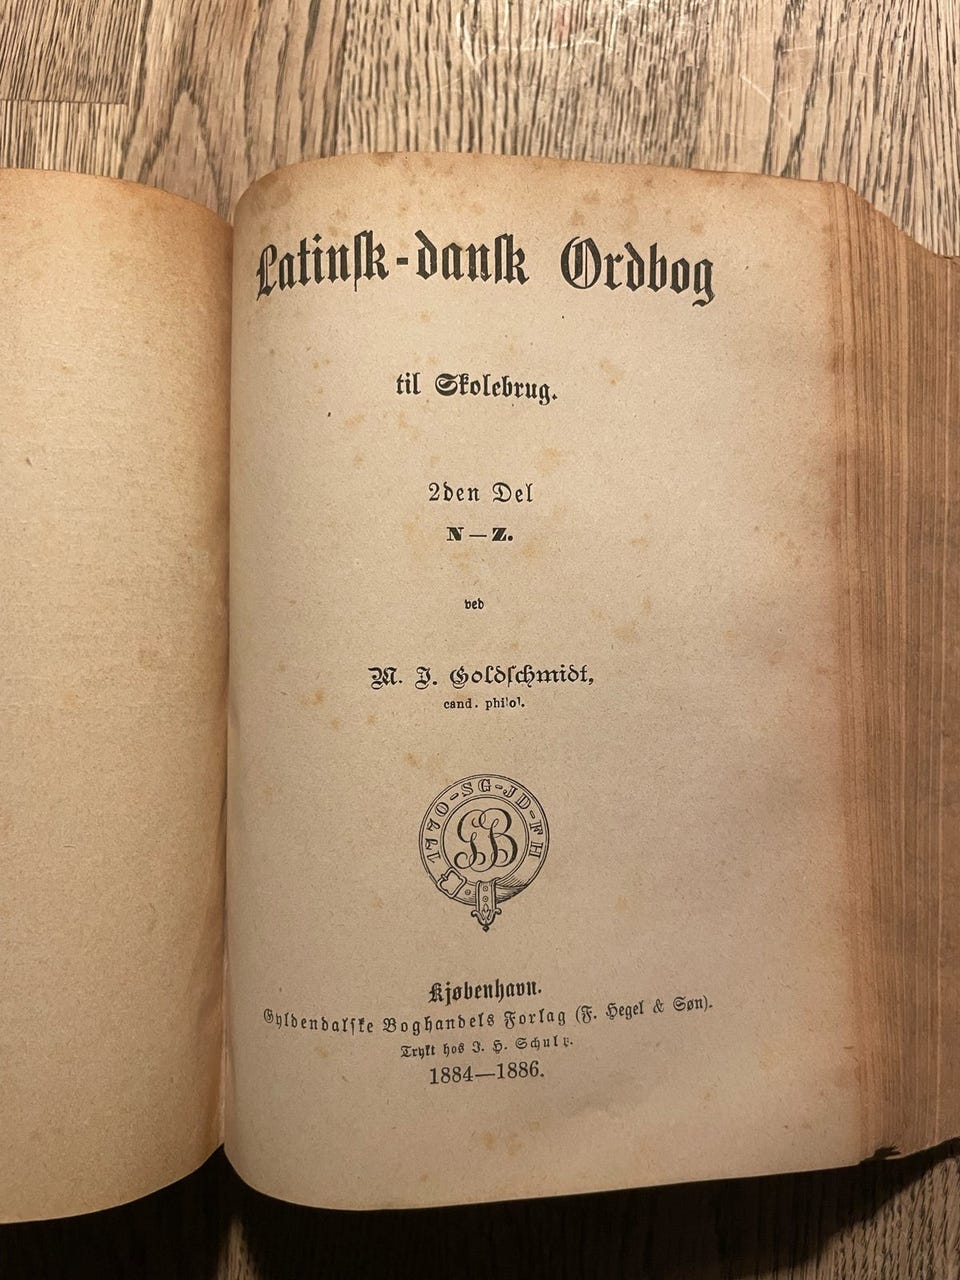 Latinsk-dansk Ordbog
til Skolebrug.
2den Del
N—Z.
ved
M. J. Goldschmidt,
cand. philol.
1770-SG-JD-FH
GB
Kjøbenhavn.
Gyldendalske Boghandels Forlag (F. Hegel & Søn).
Trykt hos J. H. Schultz.
1884—1886.